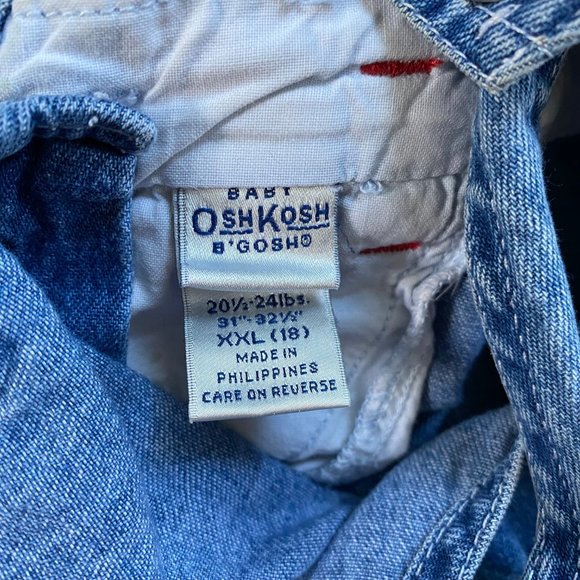 BABY
OSHKOSH
B'GOSH®
20½-24lbs.
31"-32½"
XXL (18)
MADE IN
PHILIPPINES
CARE ON REVERSE